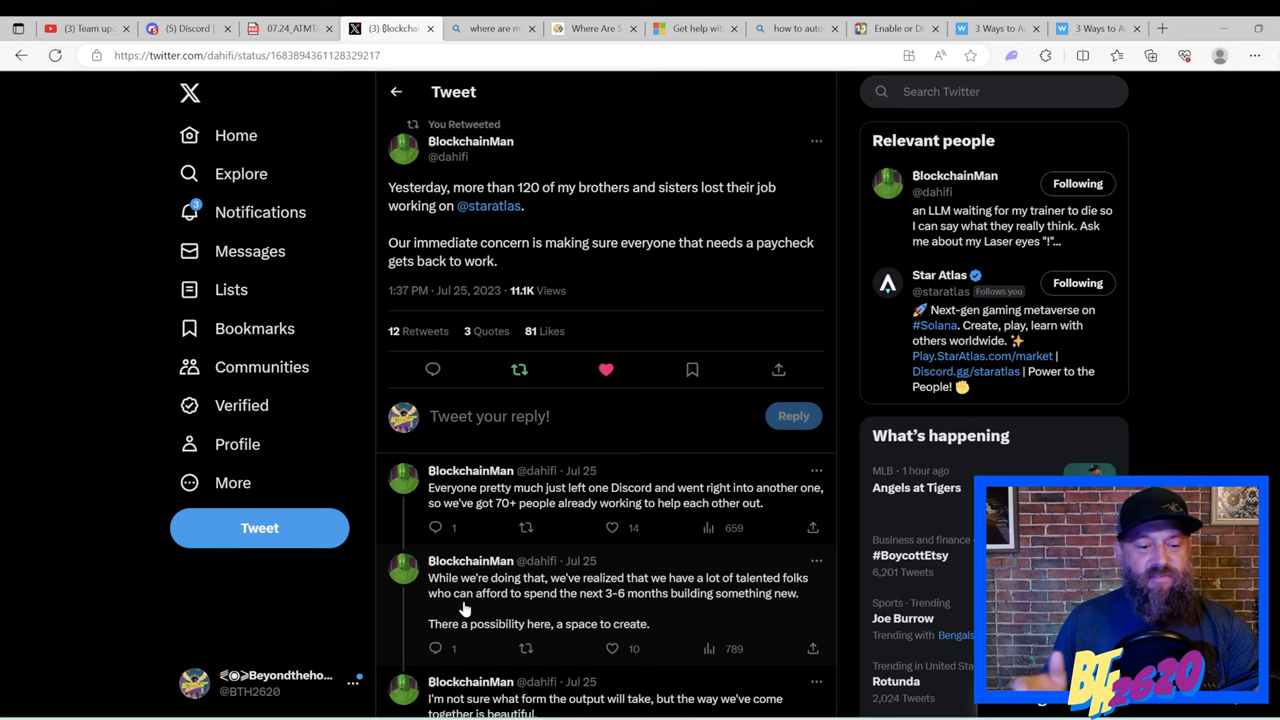 (3) Team up:
(5) Discord |
07.24_ATMTA
(3) ₿lockchai
where are m
Where Are S
Get help wit
how to auto
Enable or Di
3 Ways to Au
3 Ways to Au
https://twitter.com/dahifi/status/1683894361128329217
Home
Explore
3
Notifications
Messages
Lists
Bookmarks
Communities
Verified
Profile
More
Tweet
⋞◉⋟Beyondtheho...
@BTH2620
Tweet
You Retweeted
₿lockchainMan
@dahifi
Yesterday, more than 120 of my brothers and sisters lost their job
working on @staratlas.
Our immediate concern is making sure everyone that needs a paycheck
gets back to work.
1:37 PM · Jul 25, 2023 · 11.1K Views
12 Retweets 3 Quotes 81 Likes
Tweet your reply!
Reply
₿lockchainMan @dahifi · Jul 25
Everyone pretty much just left one Discord and went right into another one,
so we've got 70+ people already working to help each other out.
1 14 659
₿lockchainMan @dahifi · Jul 25
While we're doing that, we've realized that we have a lot of talented folks
who can afford to spend the next 3-6 months building something new.
There a possibility here, a space to create.
1 10 789
₿lockchainMan @dahifi · Jul 25
I'm not sure what form the output will take, but the way we've come
together is beautiful.
Search Twitter
Relevant people
₿lockchainMan
@dahifi
Following
an LLM waiting for my trainer to die so
I can say what they really think. Ask
me about my Laser eyes "!"...
Star Atlas
@staratlas Follows you
Following
🚀 Next-gen gaming metaverse on
#Solana. Create, play, learn with
others worldwide. ✨
Play.StarAtlas.com/market |
Discord.gg/staratlas | Power to the
People! ✊
What's happening
MLB · 1 hour ago
Angels at Tigers
Business and finance ·
#BoycottEtsy
6,201 Tweets
Sports · Trending
Joe Burrow
Trending with Bengals
Trending in United Sta
Rotunda
2,024 Tweets
BTH2620